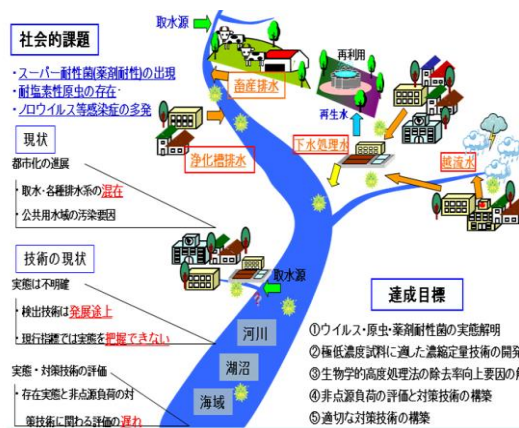 社会的課題
・スーパー耐性菌(薬剤耐性)の出現
・耐塩素性原虫の存在
・ノロウイルス等感染症の多発
現状
都市化の進展
・取水・各種排水系の混在
・公共用水域の汚染要因
技術の現状
実態は不明確
・検出技術は発展途上
・現行指標では実態を把握できない
実態・対策技術の評価
・存在実態と非点源負荷の対
策技術に関わる評価の遅れ
取水源
畜産排水
浄化槽排水
再利用
再生水
下水処理水
越流水
取水源
?
河川
湖沼
海域
達成目標
①ウイルス・原虫・薬剤耐性菌の実態解明
②極低濃度試料に適した濃縮定量技術の開発
③生物学的高度処理法の除去率向上要因の
④非点源負荷の評価と対策技術の構築
⑤適切な対策技術の構築